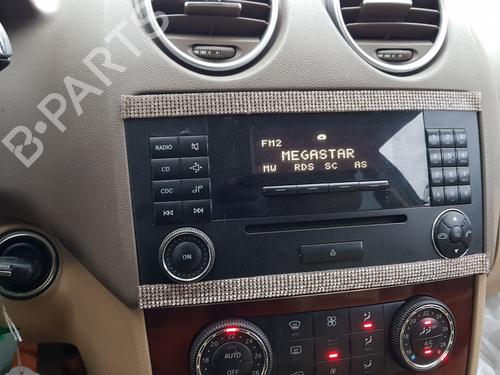 B-PARTS
RADIO
FM2
MEGASTAR
CD
MW RDS SC AS
CDC
ON
AUTO
OFF
A/C